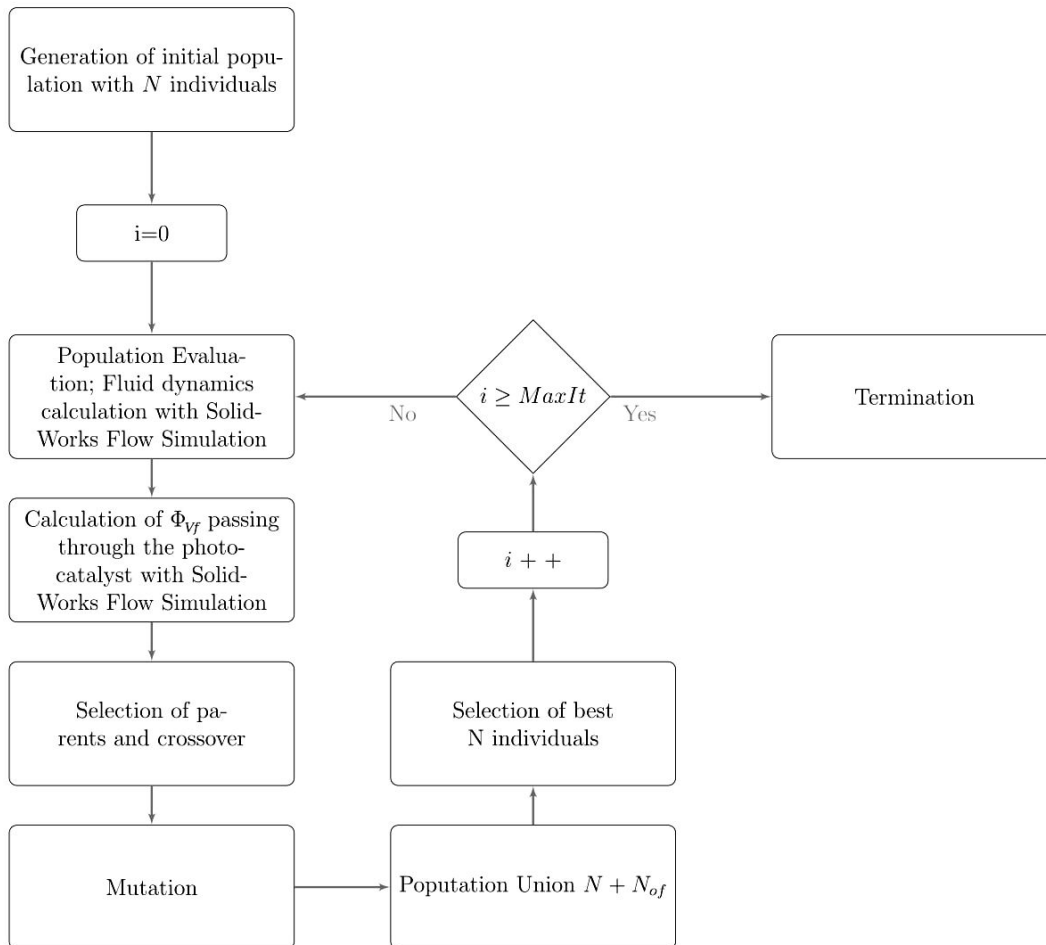 Generation of initial popu-
lation with N individuals
i=0
Population Evalua-
tion; Fluid dynamics
calculation with Solid-
Works Flow Simulation
i ≥ MaxIt
No
Yes
Termination
Calculation of Φ_Vf passing
through the photo-
catalyst with Solid-
Works Flow Simulation
i + +
Selection of pa-
rents and crossover
Selection of best
N individuals
Mutation
Poputation Union N + N_of